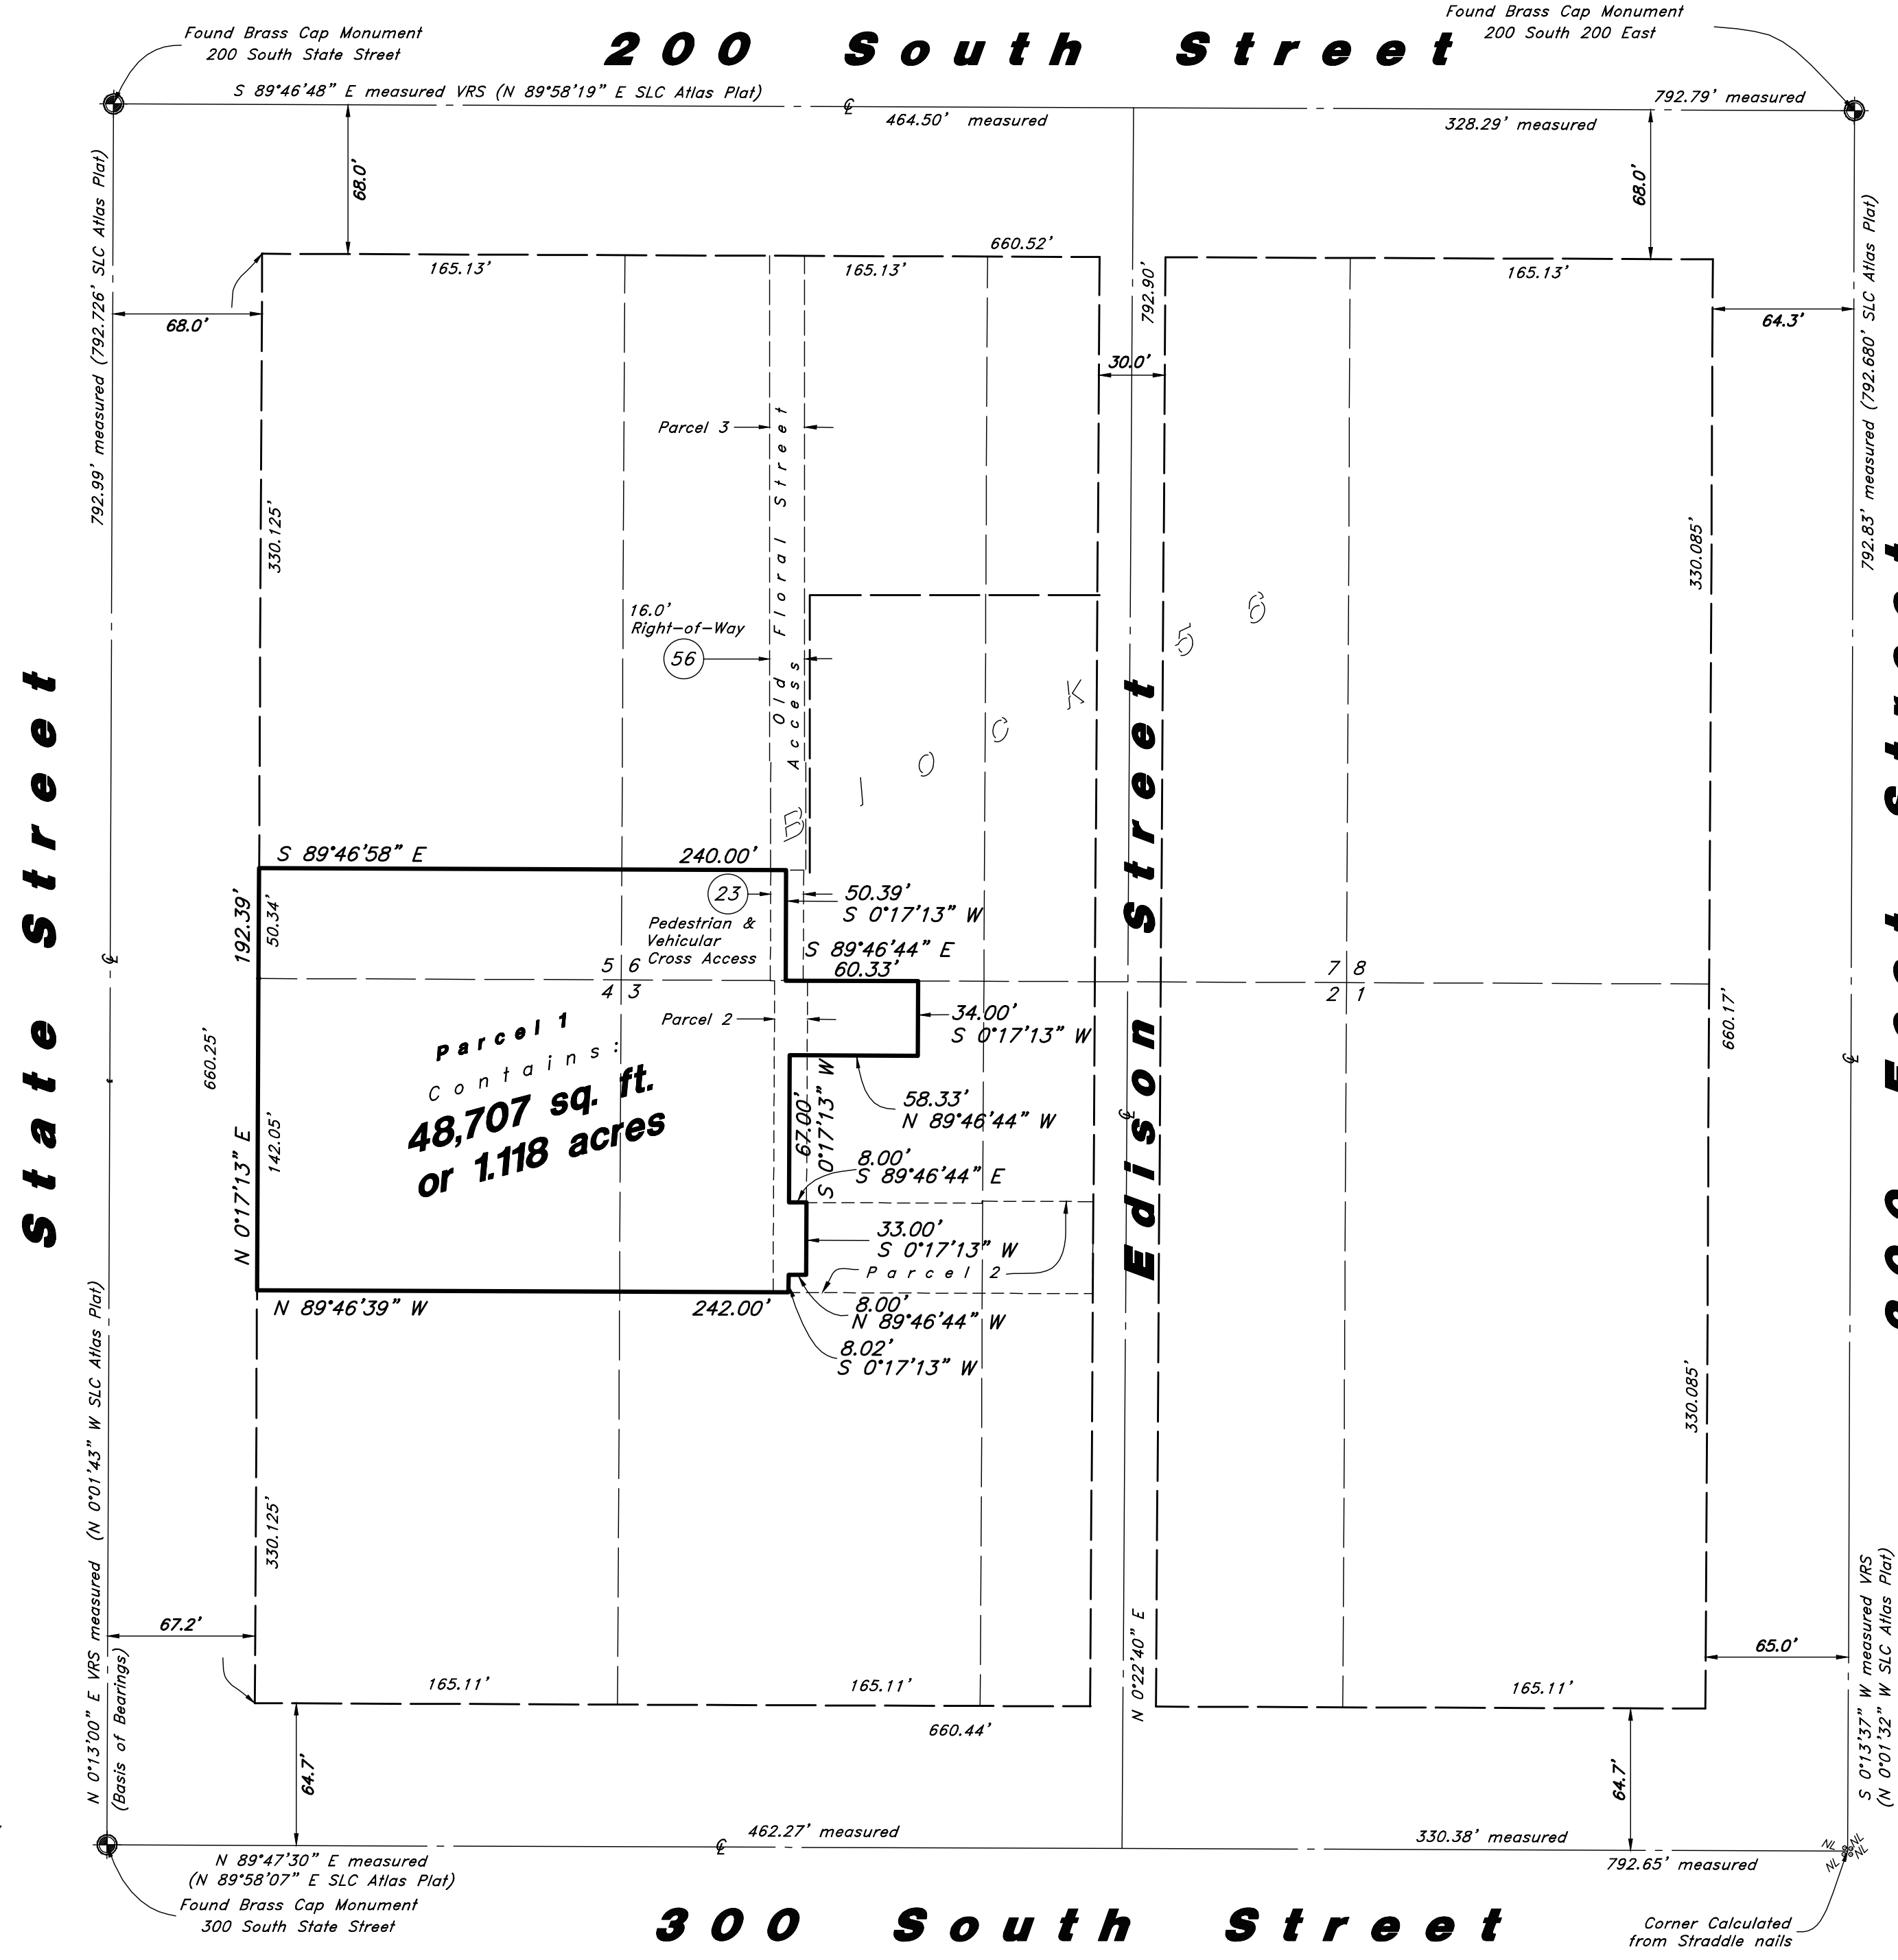 Found Brass Cap Monument
200 South State Street
200 South Street
Found Brass Cap Monument
200 South 200 East
S 89°46'48" E measured VRS (N 89°58'19" E SLC Atlas Plat)
℄
464.50' measured
792.79' measured
328.29' measured
68.0'
68.0'
792.99' measured (792.726' SLC Atlas Plat)
792.83' measured (792.680' SLC Atlas Plat)
660.52'
165.13'
165.13'
165.13'
792.90'
68.0'
64.3'
30.0'
Parcel 3
Old Floral Street
Access
330.125'
330.085'
16.0'
Right-of-Way
56
Block 56
State Street
Edison Street
S 89°46'58" E
240.00'
23
50.39'
S 0°17'13" W
192.39'
50.34'
Pedestrian &
Vehicular
Cross Access
S 89°46'44" E
60.33'
℄
5 6
4 3
7 8
2 1
Parcel 2
34.00'
S 0°17'13" W
Parcel 1
Contains:
48,707 sq. ft.
or 1.118 acres
660.25'
660.17'
℄
142.05'
N 0°17'13" E
67.00'
S 0°17'13" W
58.33'
N 89°46'44" W
℄
8.00'
S 89°46'44" E
33.00'
S 0°17'13" W
Parcel 2
N 89°46'39" W
242.00'
8.00'
N 89°46'44" W
8.02'
S 0°17'13" W
330.125'
330.085'
N 0°13'00" E VRS measured (N 0°01'43" W SLC Atlas Plat)
(Basis of Bearings)
67.2'
65.0'
N 0°22'40" E
S 0°13'37" W measured VRS
(N 0°01'32" W SLC Atlas Plat)
165.11'
165.11'
165.11'
660.44'
64.7'
64.7'
462.27' measured
℄
330.38' measured
792.65' measured
NL NL
NL NL
N 89°47'30" E measured
(N 89°58'07" E SLC Atlas Plat)
Found Brass Cap Monument
300 South State Street
300 South Street
Corner Calculated
from Straddle nails